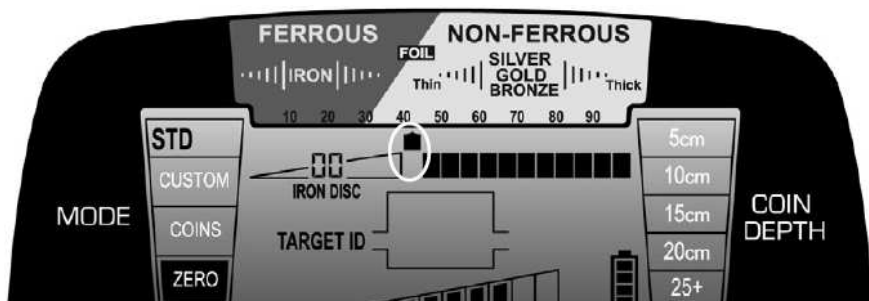 FERROUS
NON-FERROUS
FOIL
IRON
Thin
SILVER
GOLD
BRONZE
Thick
10 20 30 40 50 60 70 80 90
MODE
STD
CUSTOM
COINS
ZERO
00
IRON DISC
TARGET ID
5cm
10cm
15cm
20cm
25+
COIN
DEPTH